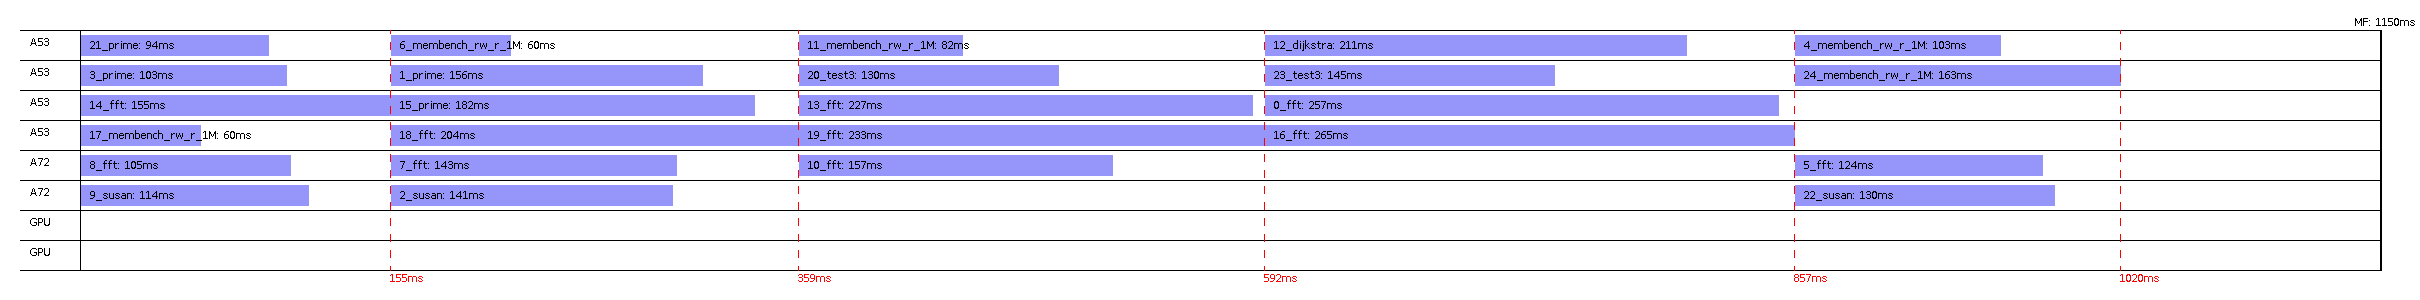 MF: 1150ms
A53 21_prime: 94ms 6_membench_rw_r_1M: 60ms 11_membench_rw_r_1M: 82ms 12_dijkstra: 211ms 4_membench_rw_r_1M: 103ms
A53 3_prime: 103ms 1_prime: 156ms 20_test3: 130ms 23_test3: 145ms 24_membench_rw_r_1M: 163ms
A53 14_fft: 155ms 15_prime: 182ms 13_fft: 227ms 0_fft: 257ms
A53 17_membench_rw_r_1M: 60ms 18_fft: 204ms 19_fft: 233ms 16_fft: 265ms
A72 8_fft: 105ms 7_fft: 143ms 10_fft: 157ms 5_fft: 124ms
A72 9_susan: 114ms 2_susan: 141ms 22_susan: 130ms
GPU
GPU
155ms 359ms 592ms 857ms 1020ms